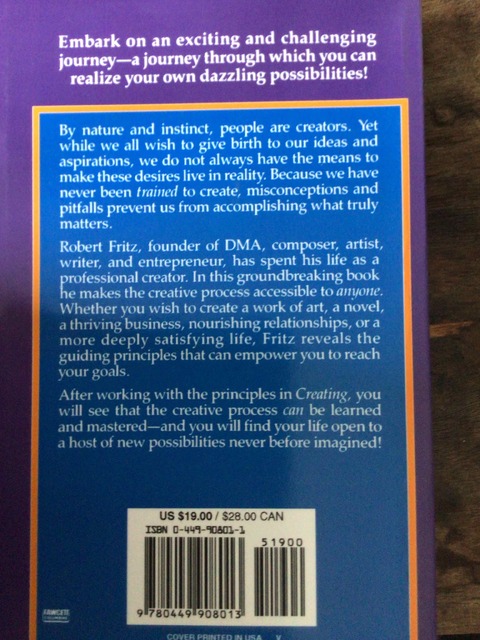 Embark on an exciting and challenging
journey—a journey through which you can
realize your own dazzling possibilities!
By nature and instinct, people are creators. Yet
while we all wish to give birth to our ideas and
aspirations, we do not always have the means to
make these desires live in reality. Because we have
never been trained to create, misconceptions and
pitfalls prevent us from accomplishing what truly
matters.
Robert Fritz, founder of DMA, composer, artist,
writer, and entrepreneur, has spent his life as a
professional creator. In this groundbreaking book
he makes the creative process accessible to anyone.
Whether you wish to create a work of art, a novel,
a thriving business, nourishing relationships, or a
more deeply satisfying life, Fritz reveals the
guiding principles that can empower you to reach
your goals.
After working with the principles in Creating, you
will see that the creative process can be learned
and mastered—and you will find your life open to
a host of new possibilities never before imagined!
US $19.00 / $28.00 CAN
ISBN 0-449-90801-1
51900
9 780449 908013
FAWCETT
COVER PRINTED IN USA V